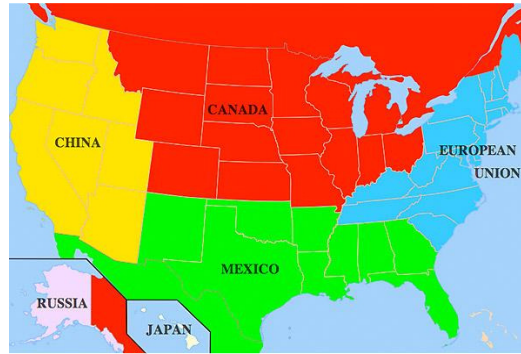 CANADA
CHINA
EUROPEAN
UNION
MEXICO
RUSSIA
JAPAN